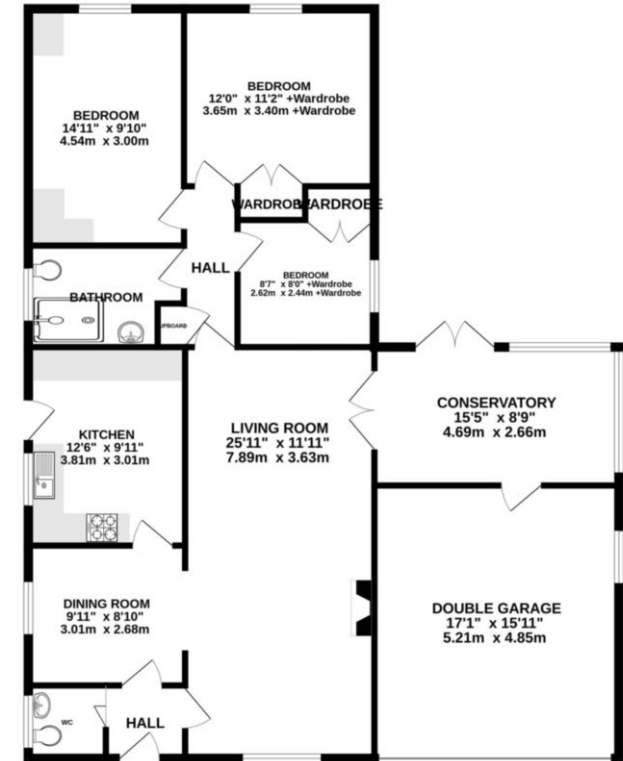 BEDROOM
14'11" x 9'10"
4.54m x 3.00m
BEDROOM
12'0" x 11'2" +Wardrobe
3.65m x 3.40m +Wardrobe
WARDROBE
WARDROBE
HALL
BEDROOM
8'7" x 8'0" +Wardrobe
2.62m x 2.44m +Wardrobe
BATHROOM
UPBOARD
KITCHEN
12'6" x 9'11"
3.81m x 3.01m
LIVING ROOM
25'11" x 11'11"
7.89m x 3.63m
CONSERVATORY
15'5" x 8'9"
4.69m x 2.66m
DINING ROOM
9'11" x 8'10"
3.01m x 2.68m
DOUBLE GARAGE
17'1" x 15'11"
5.21m x 4.85m
WC
HALL